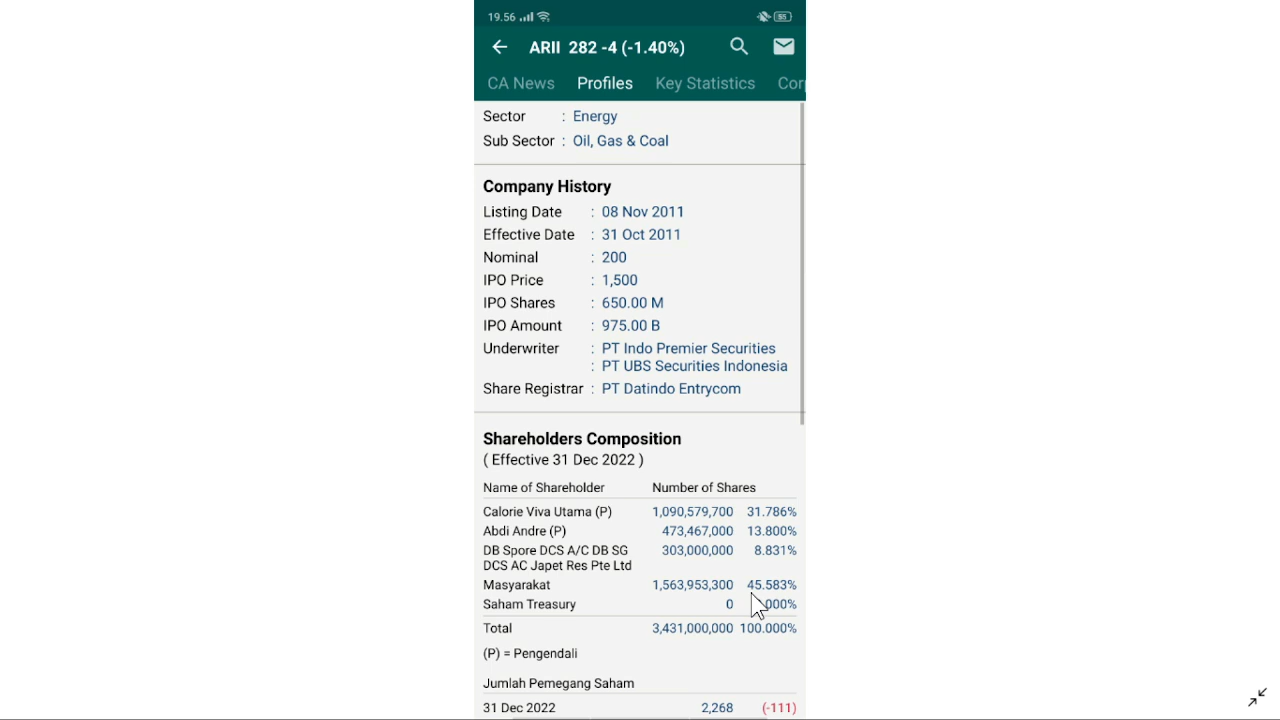 19.56 55
ARII 282 -4 (-1.40%)
CA News Profiles Key Statistics Cor
Sector : Energy
Sub Sector : Oil, Gas & Coal
Company History
Listing Date : 08 Nov 2011
Effective Date : 31 Oct 2011
Nominal : 200
IPO Price : 1,500
IPO Shares : 650.00 M
IPO Amount : 975.00 B
Underwriter : PT Indo Premier Securities
: PT UBS Securities Indonesia
Share Registrar : PT Datindo Entrycom
Shareholders Composition
( Effective 31 Dec 2022 )
Name of Shareholder Number of Shares
Calorie Viva Utama (P) 1,090,579,700 31.786%
Abdi Andre (P) 473,467,000 13.800%
DB Spore DCS A/C DB SG 303,000,000 8.831%
DCS AC Japet Res Pte Ltd
Masyarakat 1,563,953,300 45.583%
Saham Treasury 0 000%
Total 3,431,000,000 100.000%
(P) = Pengendali
Jumlah Pemegang Saham
31 Dec 2022 2,268 (-111)